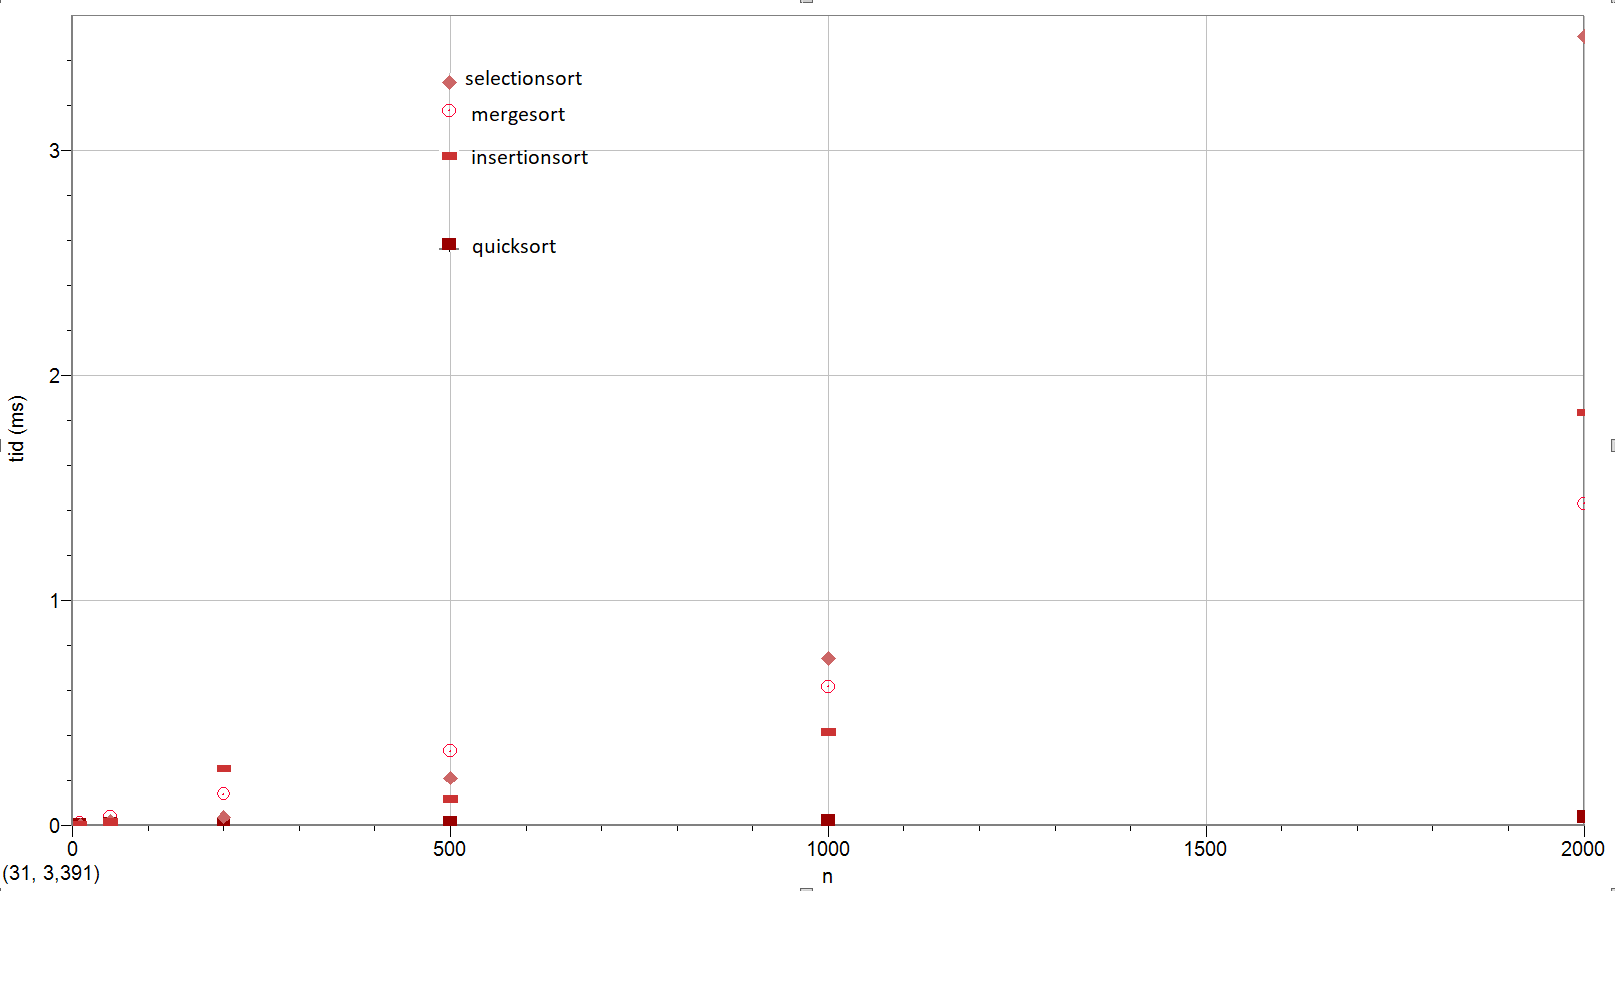 selectionsort
mergesort
3
insertionsort
quicksort
2
tid (ms)
1
0
0 500 1000 1500 2000
(31, 3,391)
n